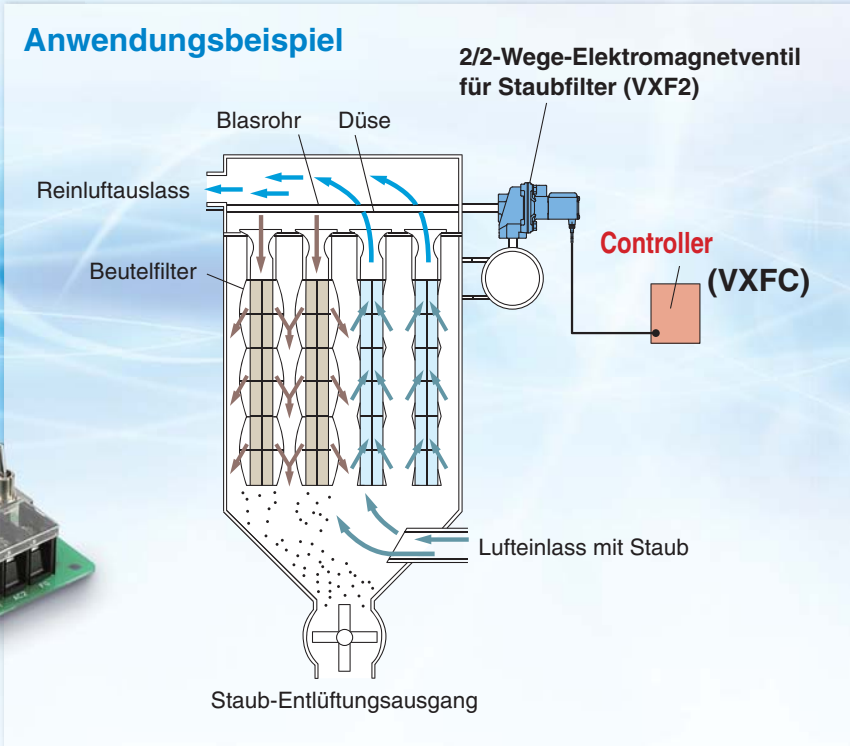 Anwendungsbeispiel
2/2-Wege-Elektromagnetventil
für Staubfilter (VXF2)
Blasrohr
Düse
Reinluftauslass
Controller
(VXFC)
Beutelfilter
Lufteinlass mit Staub
Staub-Entlüftungsausgang